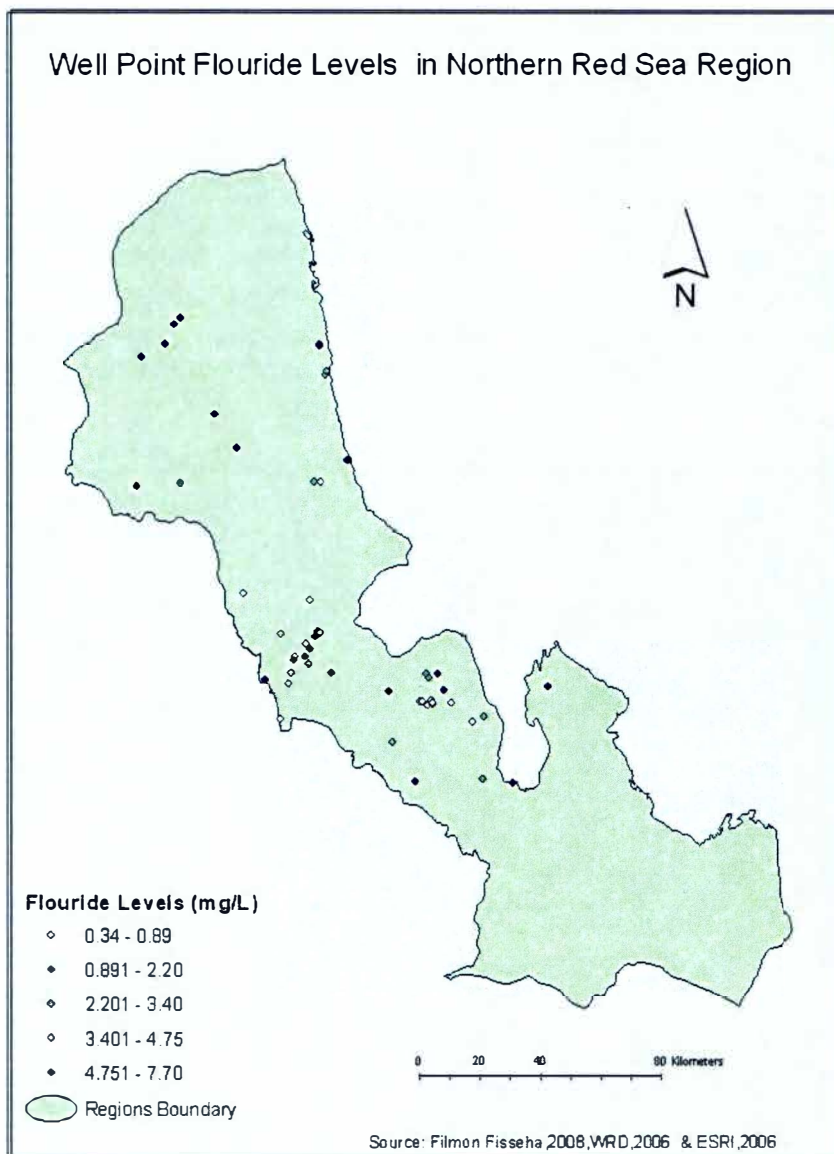 Well Point Flouride Levels in Northern Red Sea Region
N
Flouride Levels (mg/L)
0.34 - 0.89
0.891 - 2.20
2.201 - 3.40
3.401 - 4.75
4.751 - 7.70
Regions Boundary
0 20 40 80 Kilometers
Source: Filmon Fisseha,2008,WRD,2006 & ESRI,2006